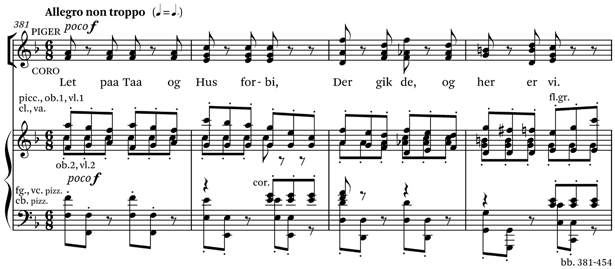 Allegro non troppo (♩=♩.)
381
PIGER
poco f
CORO
Let paa Taa og Hus for-bi, Der gik de, og her er vi.
picc., ob.1, vl.1
cl., va.
fl.gr.
ob.2, vl.2
poco f
fg., vc. pizz.
cb. pizz.
cor.
bb. 381-454